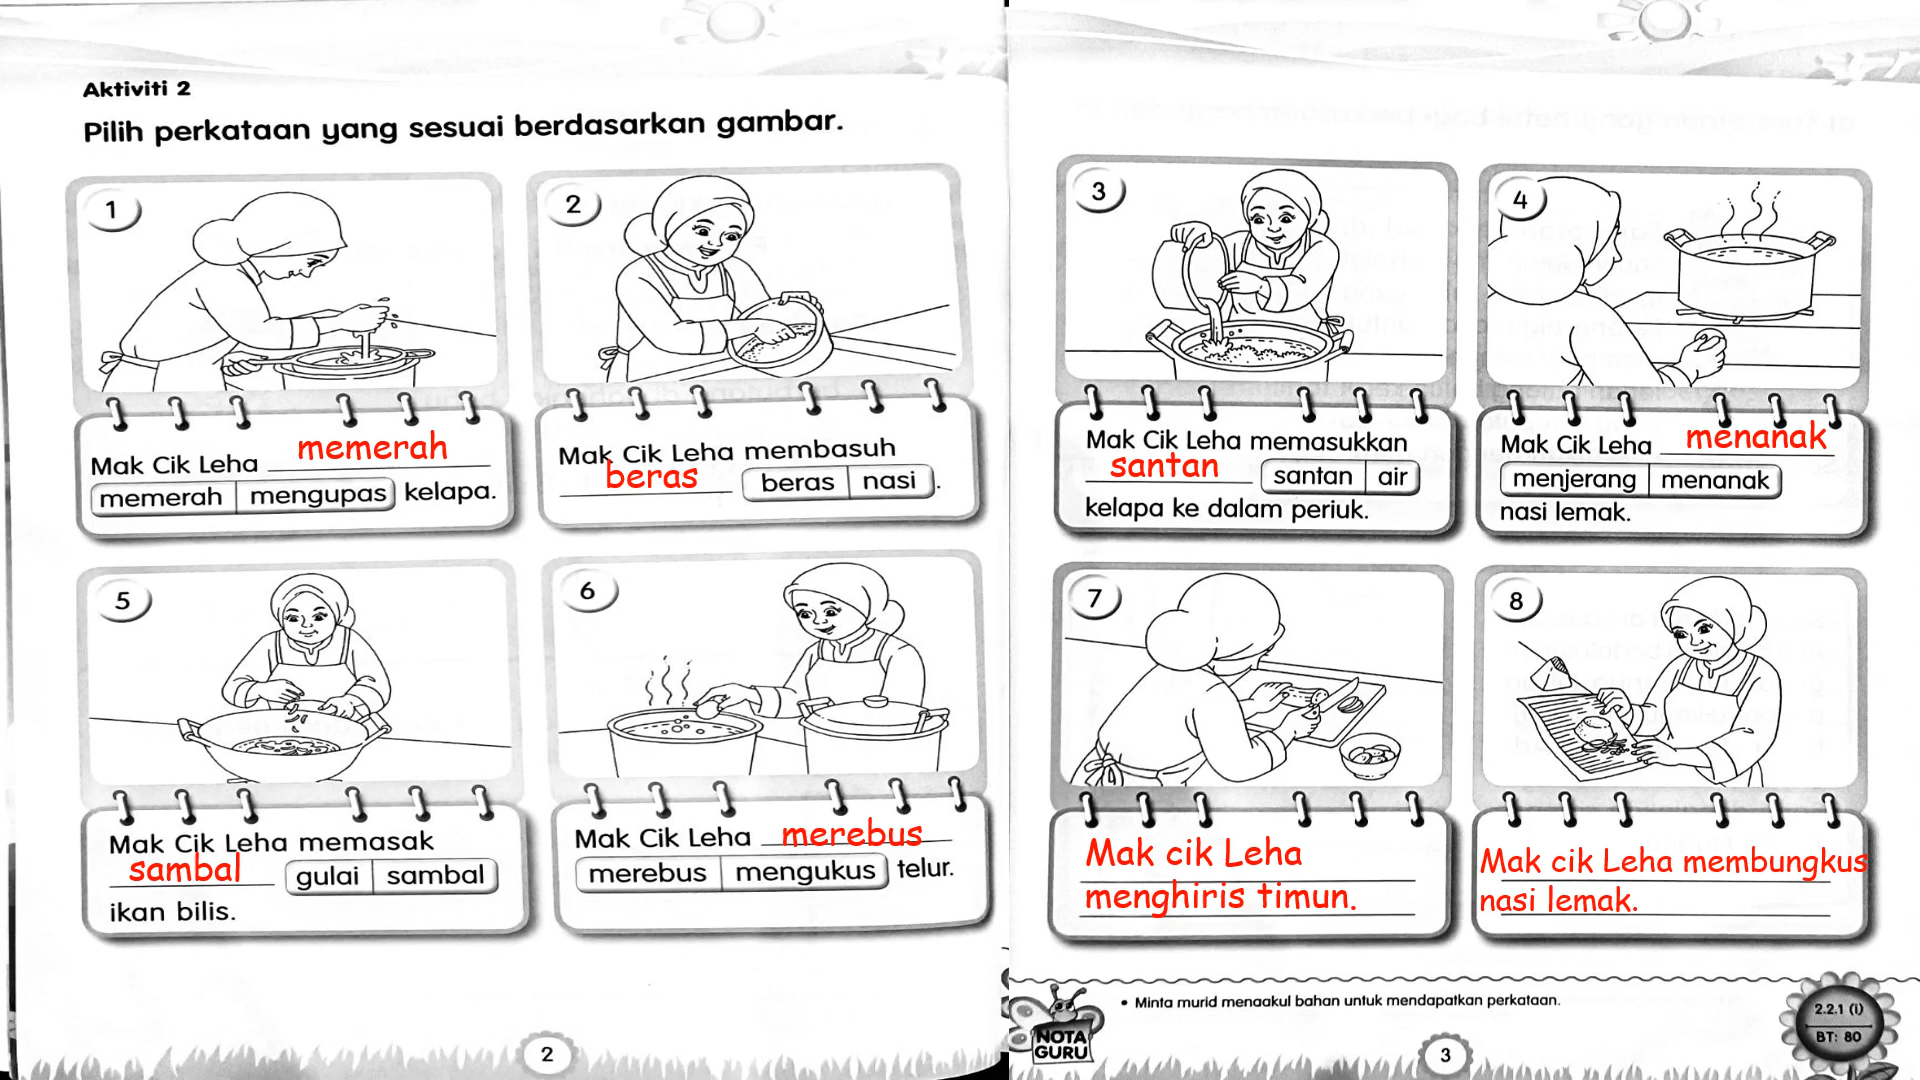 Aktiviti 2
Pilih perkataan yang sesuai berdasarkan gambar.
1
Mak Cik Leha memerah
memerah mengupas kelapa.
2
Mak Cik Leha membasuh
beras beras nasi .
3
Mak Cik Leha memasukkan
santan santan air
kelapa ke dalam periuk.
4
Mak Cik Leha menanak
menjerang menanak
nasi lemak.
5
Mak Cik Leha memasak
sambal gulai sambal
ikan bilis.
6
Mak Cik Leha merebus
merebus mengukus telur.
7
Mak cik Leha
menghiris timun.
8
Mak cik Leha membungkus
nasi lemak.
NOTA
GURU
• Minta murid menaakul bahan untuk mendapatkan perkataan.
2.2.1 (i)
BT: 80
2
3